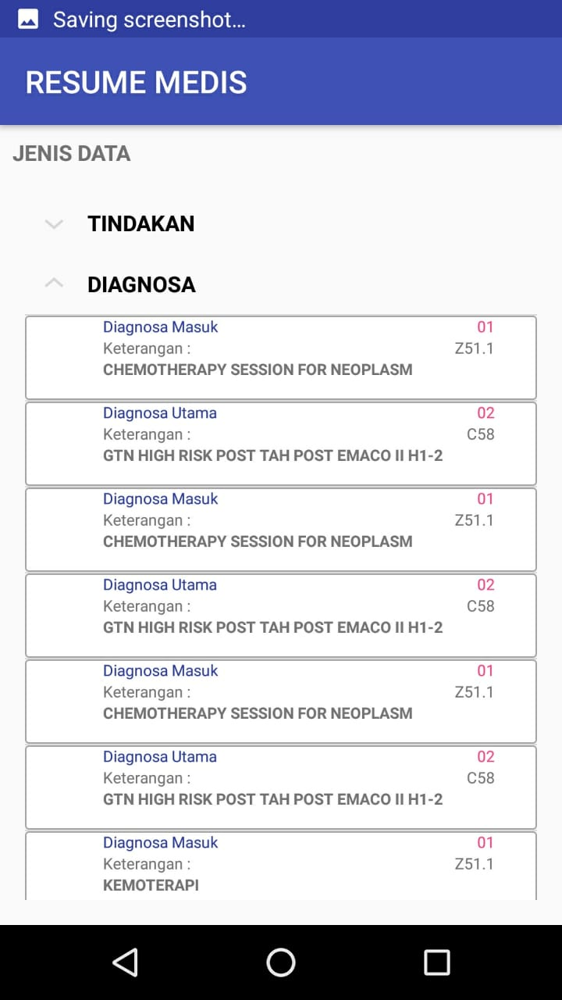 Saving screenshot...
RESUME MEDIS
JENIS DATA
TINDAKAN
DIAGNOSA
Diagnosa Masuk 01
Keterangan : Z51.1
CHEMOTHERAPY SESSION FOR NEOPLASM
Diagnosa Utama 02
Keterangan : C58
GTN HIGH RISK POST TAH POST EMACO II H1-2
Diagnosa Masuk 01
Keterangan : Z51.1
CHEMOTHERAPY SESSION FOR NEOPLASM
Diagnosa Utama 02
Keterangan : C58
GTN HIGH RISK POST TAH POST EMACO II H1-2
Diagnosa Masuk 01
Keterangan : Z51.1
CHEMOTHERAPY SESSION FOR NEOPLASM
Diagnosa Utama 02
Keterangan : C58
GTN HIGH RISK POST TAH POST EMACO II H1-2
Diagnosa Masuk 01
Keterangan : Z51.1
KEMOTERAPI